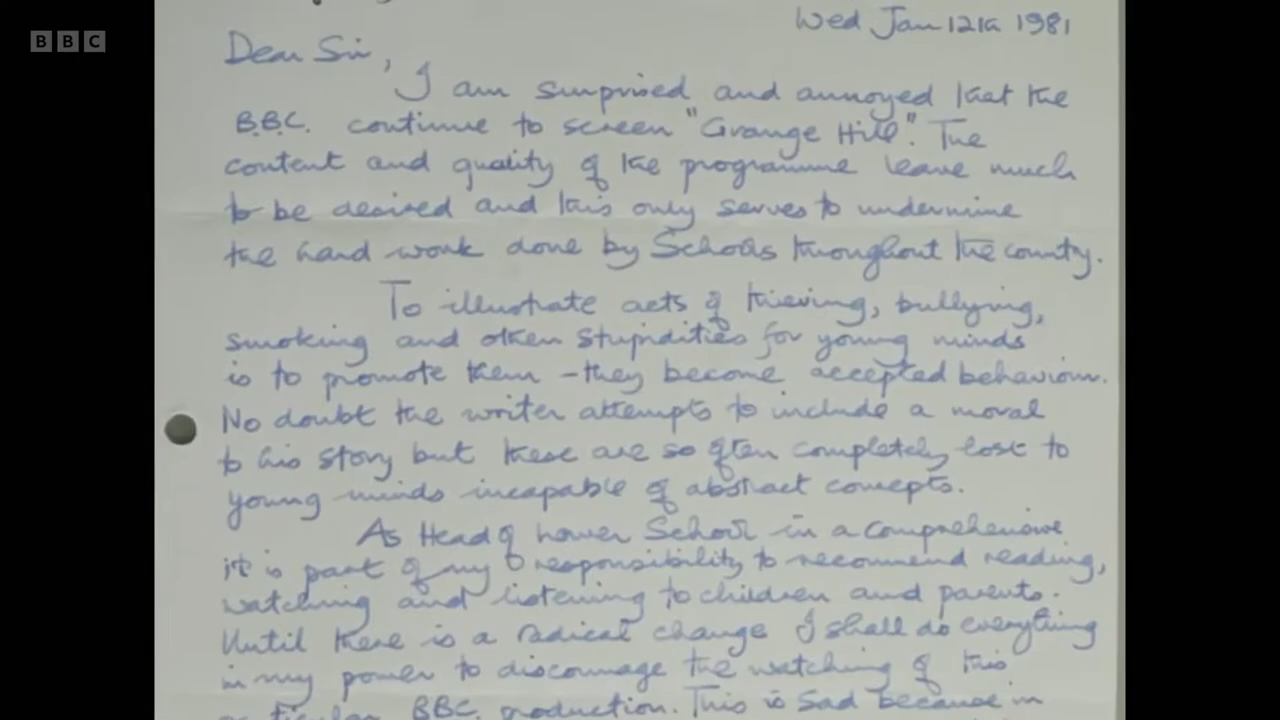 BBC
Wed Jan 12th 1981
Dear Sir,
I am surprised and annoyed that the
B.B.C. continue to screen "Grange Hill". The
content and quality of the programme leave much
to be desired and this only serves to undermine
the hard work done by Schools throughout the country.
To illustrate acts of thieving, bullying,
smoking and other stupidities for young minds
is to promote them - they become accepted behaviour.
No doubt the writer attempts to include a moral
to his story but these are so often completely lost to
young minds incapable of abstract concepts.
As Head of Lower School in a comprehensive
it is part of my responsibility to recommend reading,
watching and listening to children and parents.
Until there is a radical change I shall do everything
in my power to discourage the watching of this
BBC. production. This is sad because in